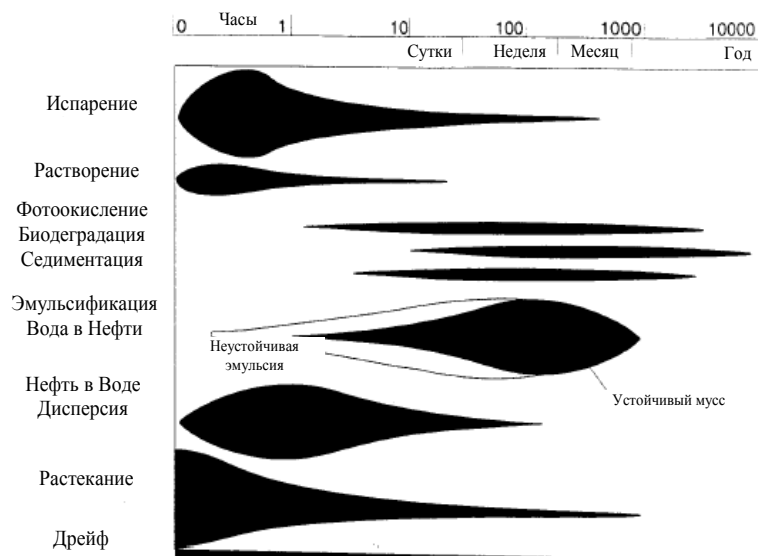 Часы
0 1 10 100 1000 10000
Сутки Неделя Месяц Год
Испарение
Растворение
Фотоокисление
Биодеградация
Седиментация
Эмульсификация
Вода в Нефти
Неустойчивая
эмульсия
Нефть в Воде
Дисперсия
Устойчивый мусс
Растекание
Дрейф